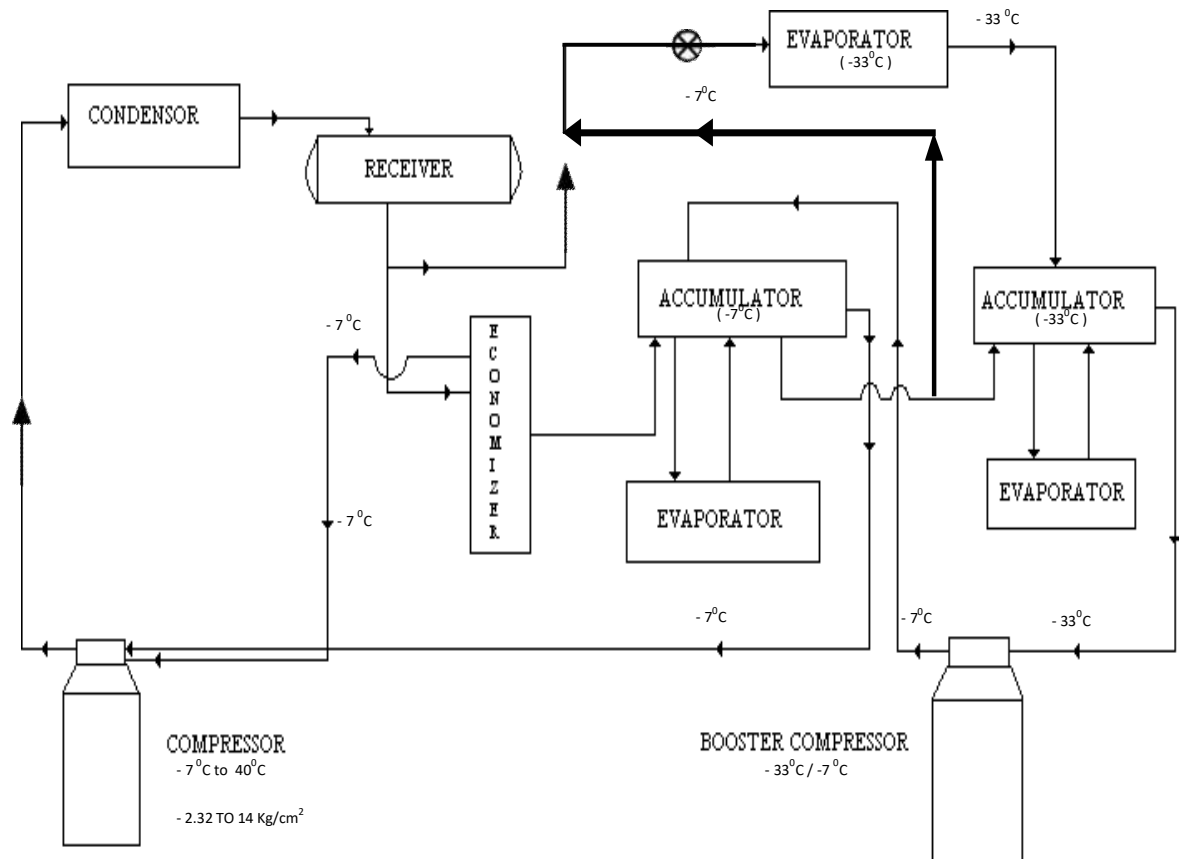 - 33 ⁰C
EVAPORATOR
( -33⁰C )
- 7⁰C
CONDENSOR
RECEIVER
ACCUMULATOR
( -7⁰C )
ACCUMULATOR
( -33⁰C )
- 7 ⁰C
ECONOMIZER
EVAPORATOR
EVAPORATOR
- 7⁰C
- 7⁰C
- 7⁰C
- 33⁰C
COMPRESSOR
- 7 ⁰C to 40⁰C
- 2.32 TO 14 Kg/cm²
BOOSTER COMPRESSOR
- 33⁰C / -7⁰C